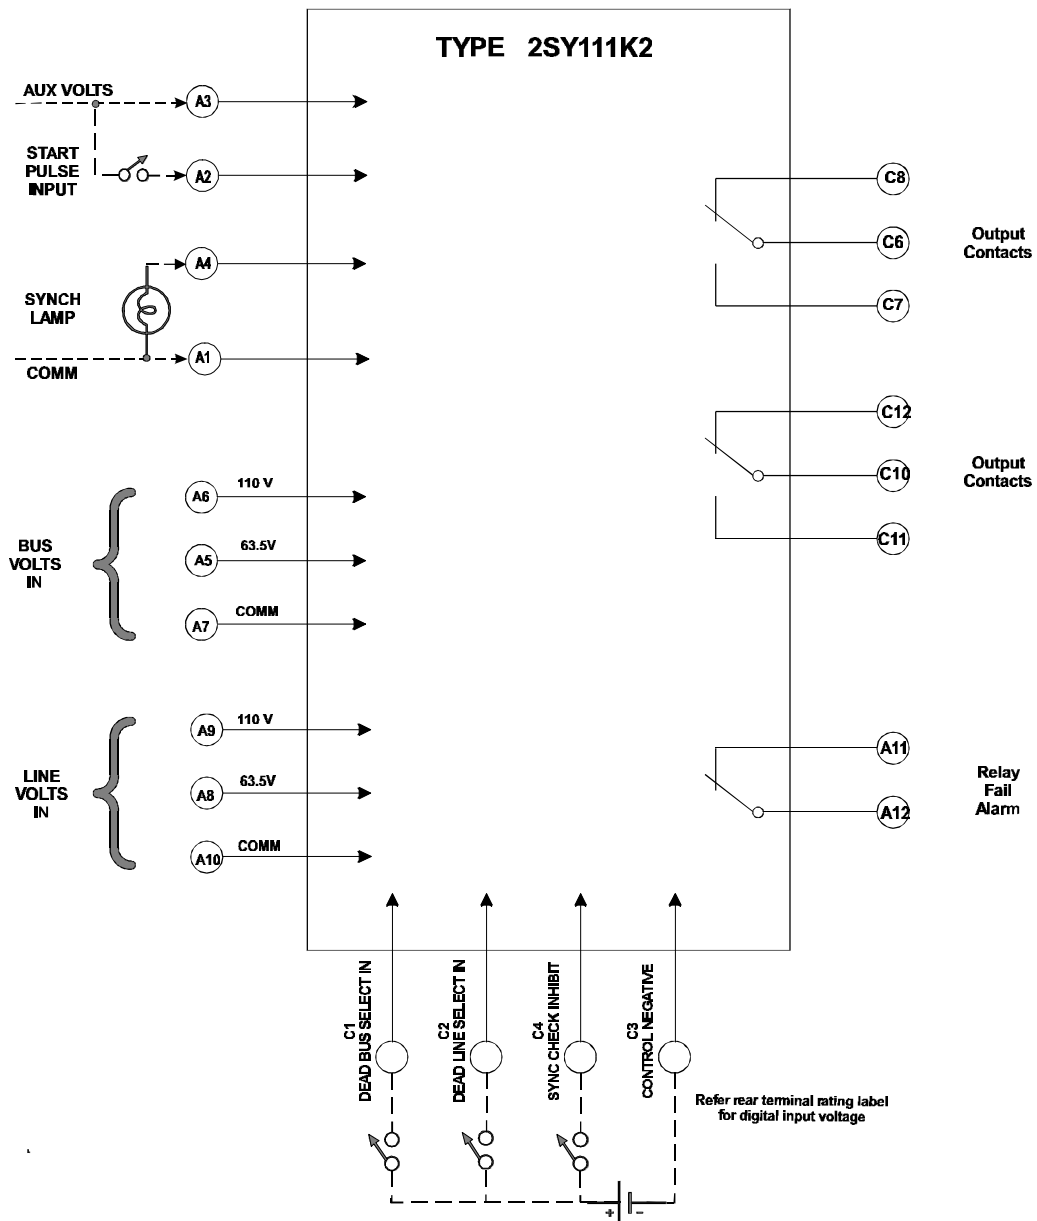 TYPE 2SY111K2
AUX VOLTS
A3
START
PULSE
INPUT
A2
A4
SYNCH
LAMP
A1
COMM
C8
C6
Output
Contacts
C7
C12
C10
Output
Contacts
C11
BUS
VOLTS
IN
A6
110 V
A5
63.5V
A7
COMM
LINE
VOLTS
IN
A9
110 V
A8
63.5V
A10
COMM
A11
Relay
Fail
Alarm
A12
C1
DEAD BUS SELECT IN
C2
DEAD LINE SELECT IN
C4
SYNC CHECK INHIBIT
C3
CONTROL NEGATIVE
Refer rear terminal rating label
for digital input voltage
+ −